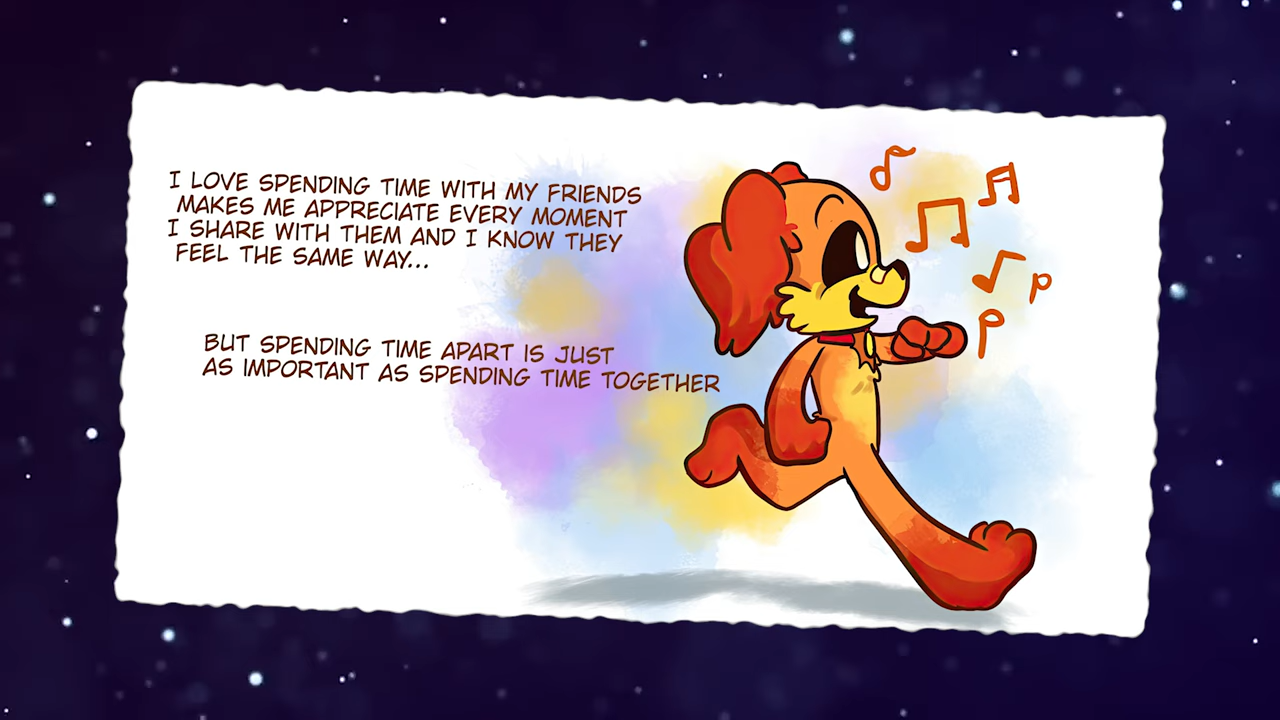 I LOVE SPENDING TIME WITH MY FRIENDS
MAKES ME APPRECIATE EVERY MOMENT
I SHARE WITH THEM AND I KNOW THEY
FEEL THE SAME WAY...
BUT SPENDING TIME APART IS JUST
AS IMPORTANT AS SPENDING TIME TOGETHER